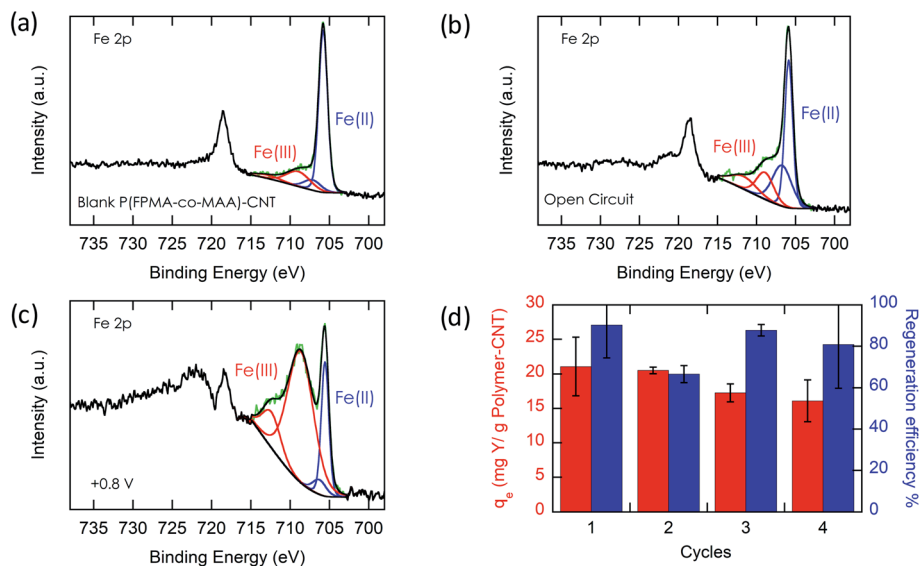 (a)
Fe 2p
Fe(II)
Fe(III)
Blank P(FPMA-co-MAA)-CNT
Intensity (a.u.)
735 730 725 720 715 710 705 700
Binding Energy (eV)
(b)
Fe 2p
Fe(II)
Fe(III)
Open Circuit
Intensity (a.u.)
735 730 725 720 715 710 705 700
Binding Energy (eV)
(c)
Fe 2p
Fe(III)
Fe(II)
+0.8 V
Intensity (a.u.)
735 730 725 720 715 710 705 700
Binding Energy (eV)
(d)
30
25
20
15
10
5
0
qe (mg Y/ g Polymer-CNT)
100
80
60
40
20
0
Regeneration efficiency %
1 2 3 4
Cycles